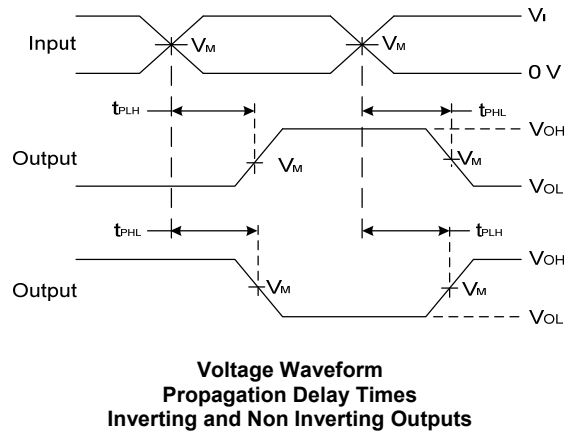 VI
Input VM VM
0 V
tPLH tPHL
VOH
Output VM VM
VOL
tPHL tPLH
VOH
Output VM VM
VOL
Voltage Waveform
Propagation Delay Times
Inverting and Non Inverting Outputs